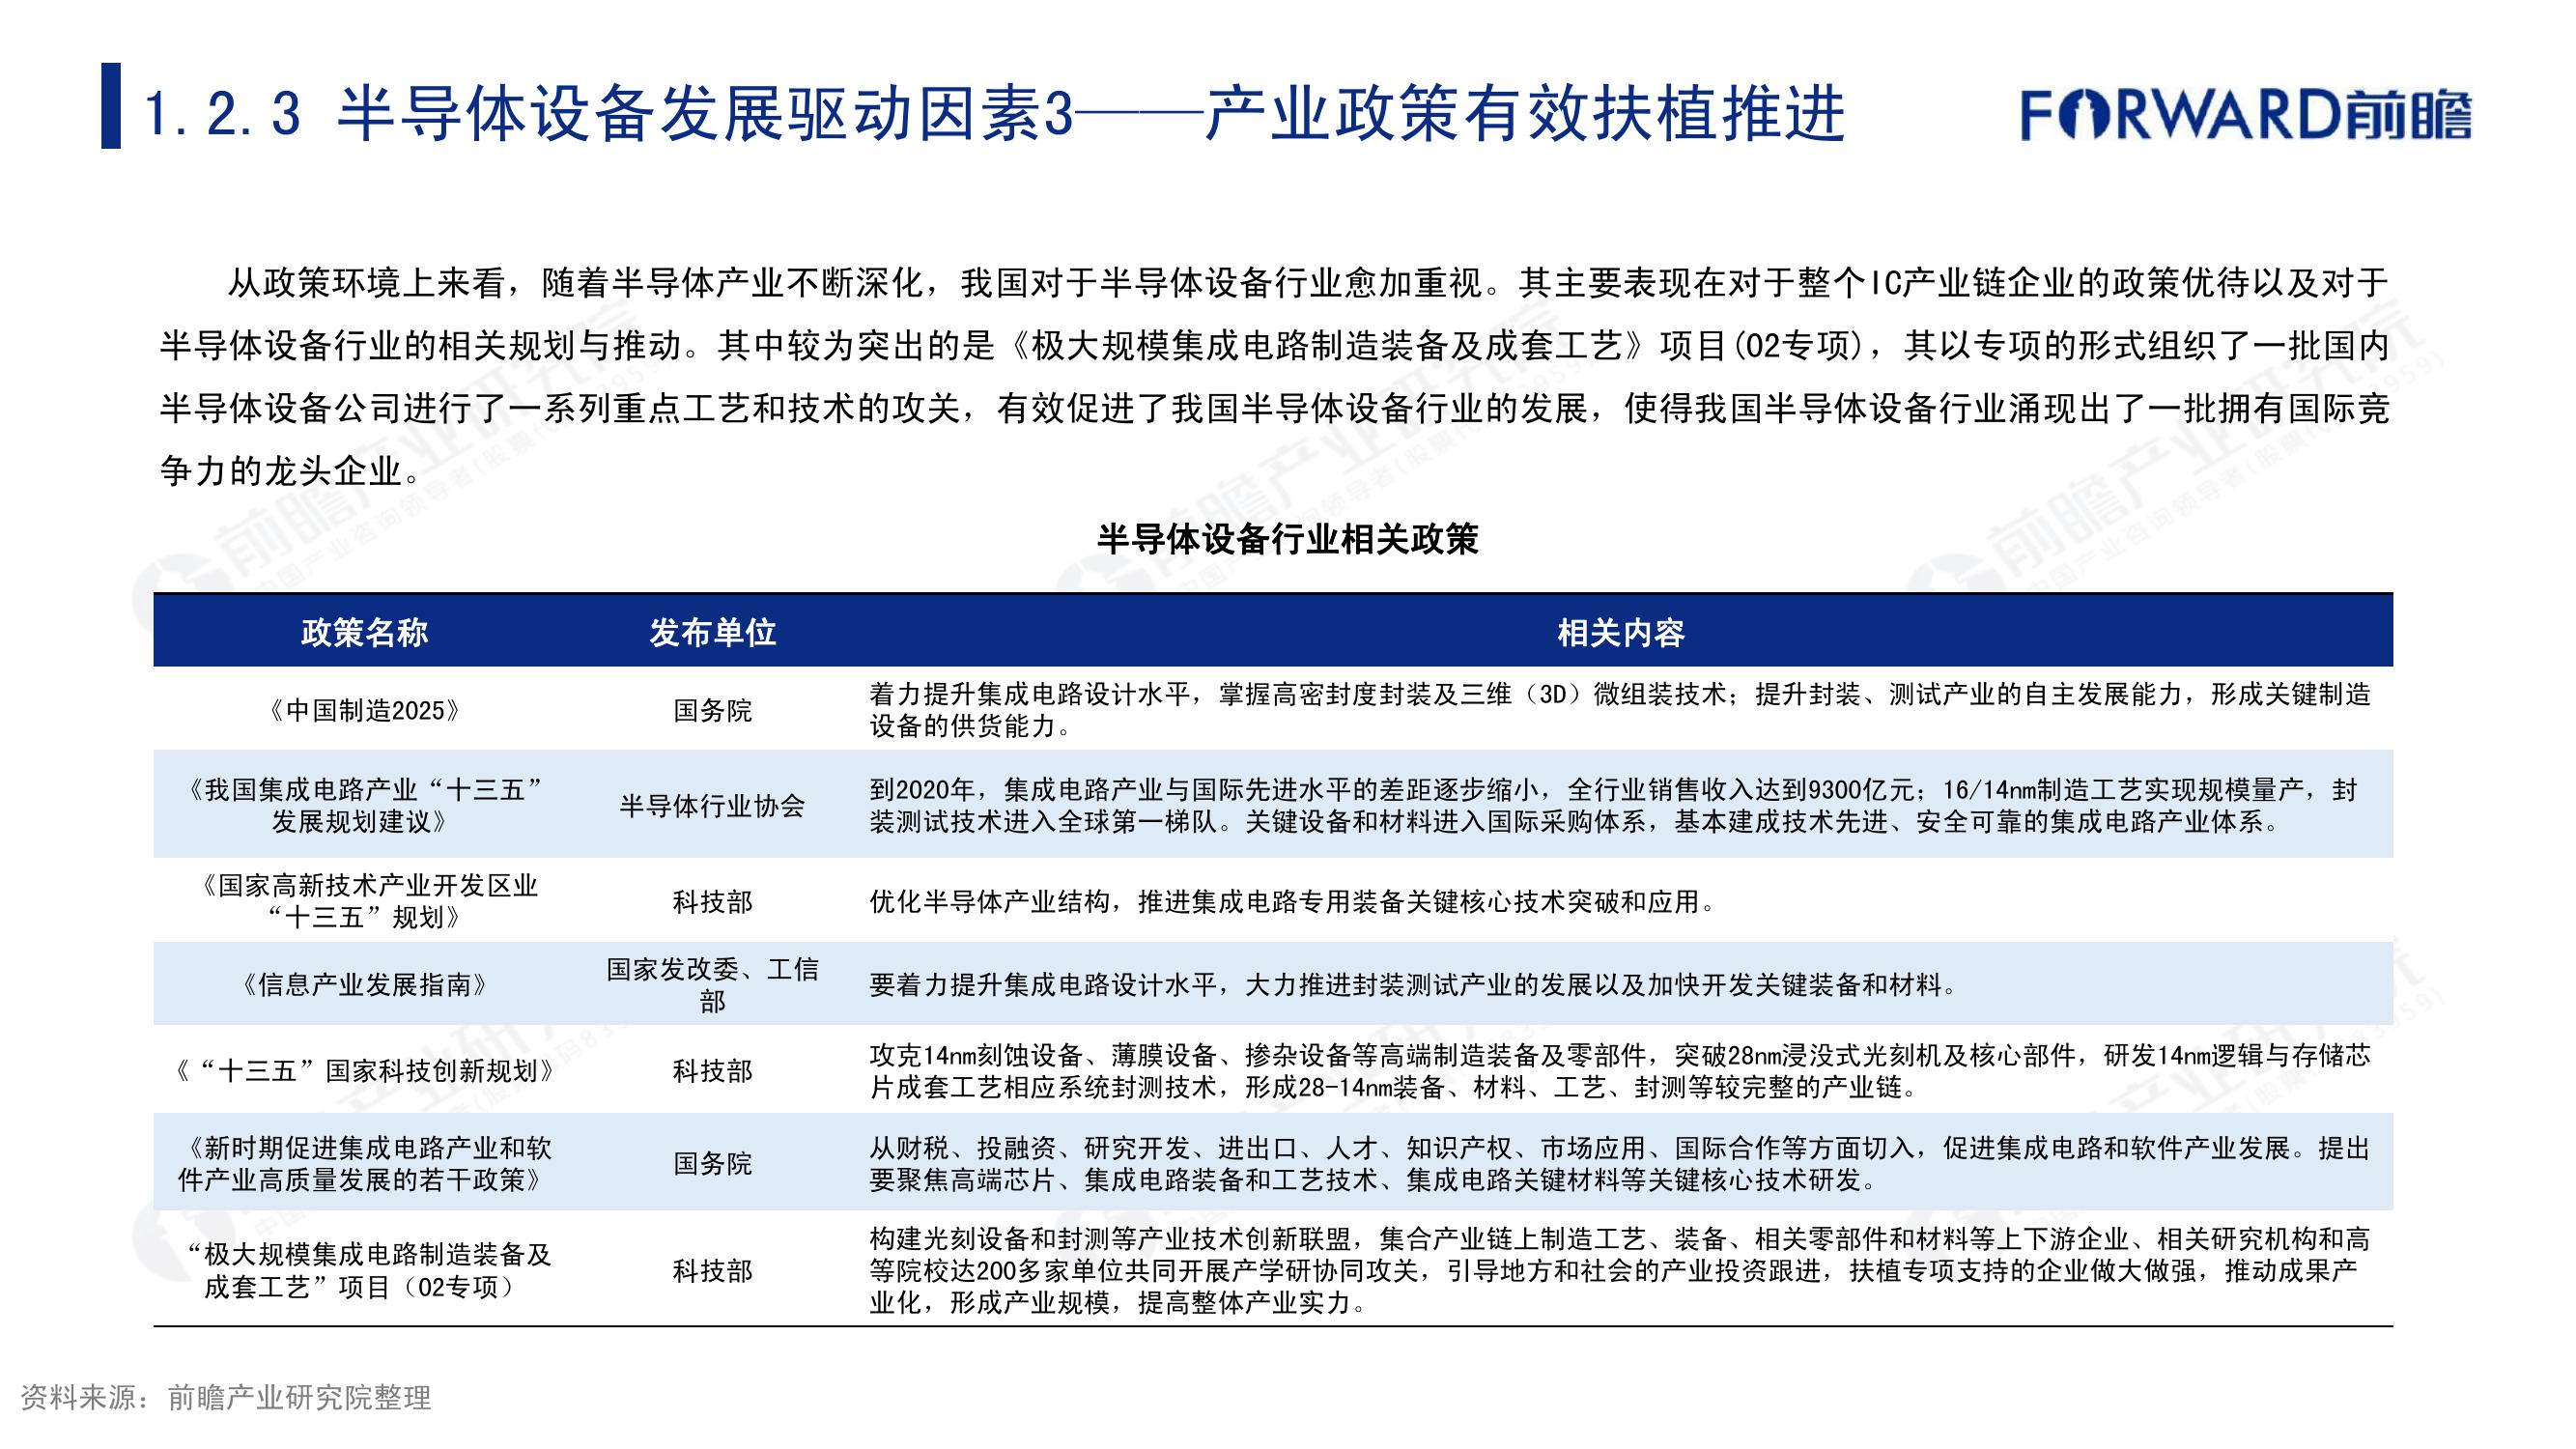 1.2.3 半导体设备发展驱动因素3——产业政策有效扶植推进
FORWARD前瞻
从政策环境上来看，随着半导体产业不断深化，我国对于半导体设备行业愈加重视。其主要表现在对于整个IC产业链企业的政策优待以及对于
半导体设备行业的相关规划与推动。其中较为突出的是《极大规模集成电路制造装备及成套工艺》项目(02专项)，其以专项的形式组织了一批国内
半导体设备公司进行了一系列重点工艺和技术的攻关，有效促进了我国半导体设备行业的发展，使得我国半导体设备行业涌现出了一批拥有国际竞
争力的龙头企业。
半导体设备行业相关政策
政策名称 发布单位 相关内容
《中国制造2025》 国务院
着力提升集成电路设计水平，掌握高密封度封装及三维（3D）微组装技术；提升封装、测试产业的自主发展能力，形成关键制造
设备的供货能力。
《我国集成电路产业“十三五”
发展规划建议》
半导体行业协会
到2020年，集成电路产业与国际先进水平的差距逐步缩小，全行业销售收入达到9300亿元；16/14nm制造工艺实现规模量产，封
装测试技术进入全球第一梯队。关键设备和材料进入国际采购体系，基本建成技术先进、安全可靠的集成电路产业体系。
《国家高新技术产业开发区业
“十三五”规划》
科技部
优化半导体产业结构，推进集成电路专用装备关键核心技术突破和应用。
《信息产业发展指南》
国家发改委、工信
部
要着力提升集成电路设计水平，大力推进封装测试产业的发展以及加快开发关键装备和材料。
《“十三五”国家科技创新规划》
科技部
攻克14nm刻蚀设备、薄膜设备、掺杂设备等高端制造装备及零部件，突破28nm浸没式光刻机及核心部件，研发14nm逻辑与存储芯
片成套工艺相应系统封测技术，形成28-14nm装备、材料、工艺、封测等较完整的产业链。
《新时期促进集成电路产业和软
件产业高质量发展的若干政策》
国务院
从财税、投融资、研究开发、进出口、人才、知识产权、市场应用、国际合作等方面切入，促进集成电路和软件产业发展。提出
要聚焦高端芯片、集成电路装备和工艺技术、集成电路关键材料等关键核心技术研发。
“极大规模集成电路制造装备及
成套工艺”项目（02专项）
科技部
构建光刻设备和封测等产业技术创新联盟，集合产业链上制造工艺、装备、相关零部件和材料等上下游企业、相关研究机构和高
等院校达200多家单位共同开展产学研协同攻关，引导地方和社会的产业投资跟进，扶植专项支持的企业做大做强，推动成果产
业化，形成产业规模，提高整体产业实力。
资料来源：前瞻产业研究院整理